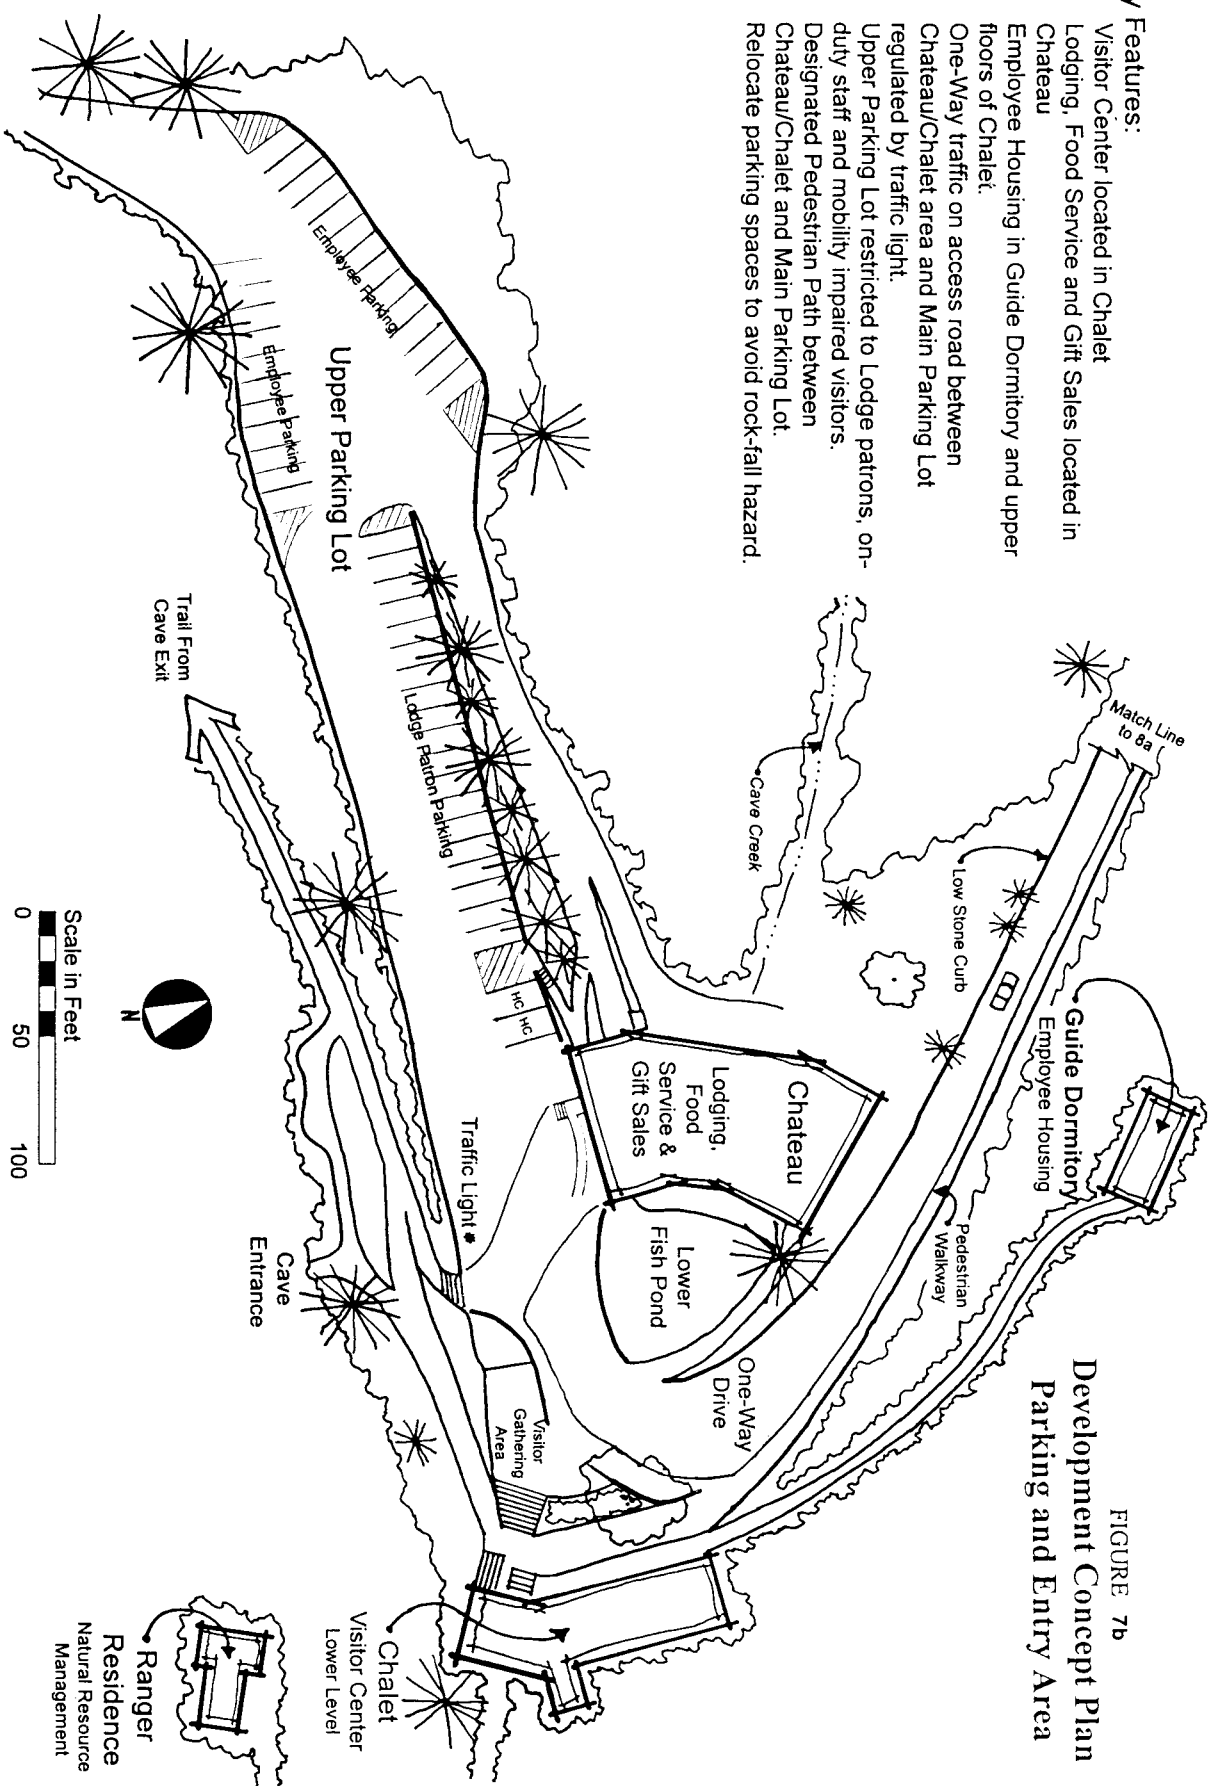 Features:
Visitor Center located in Chalet
Lodging, Food Service and Gift Sales located in
Chateau
Employee Housing in Guide Dormitory and upper
floors of Chalet.
One-Way traffic on access road between
Chateau/Chalet area and Main Parking Lot
regulated by traffic light.
Upper Parking Lot restricted to Lodge patrons, on-
duty staff and mobility impaired visitors.
Designated Pedestrian Path between
Chateau/Chalet and Main Parking Lot.
Relocate parking spaces to avoid rock-fall hazard.
FIGURE 7b
Development Concept Plan
Parking and Entry Area
Match Line
to 8a
Low Stone Curb
Guide Dormitory
Employee Housing
Pedestrian
Walkway
Cave Creek
Chateau
Lodging,
Food
Service &
Gift Sales
Lower
Fish Pond
One-Way
Drive
Employee Parking
Employee Parking
Upper Parking Lot
Lodge Patron Parking
HC
HC
Traffic Light
Visitor
Gathering
Area
Trail From
Cave Exit
Cave
Entrance
Chalet
Visitor Center
Lower Level
Ranger
Residence
Natural Resource
Management
N
Scale in Feet
0 50 100